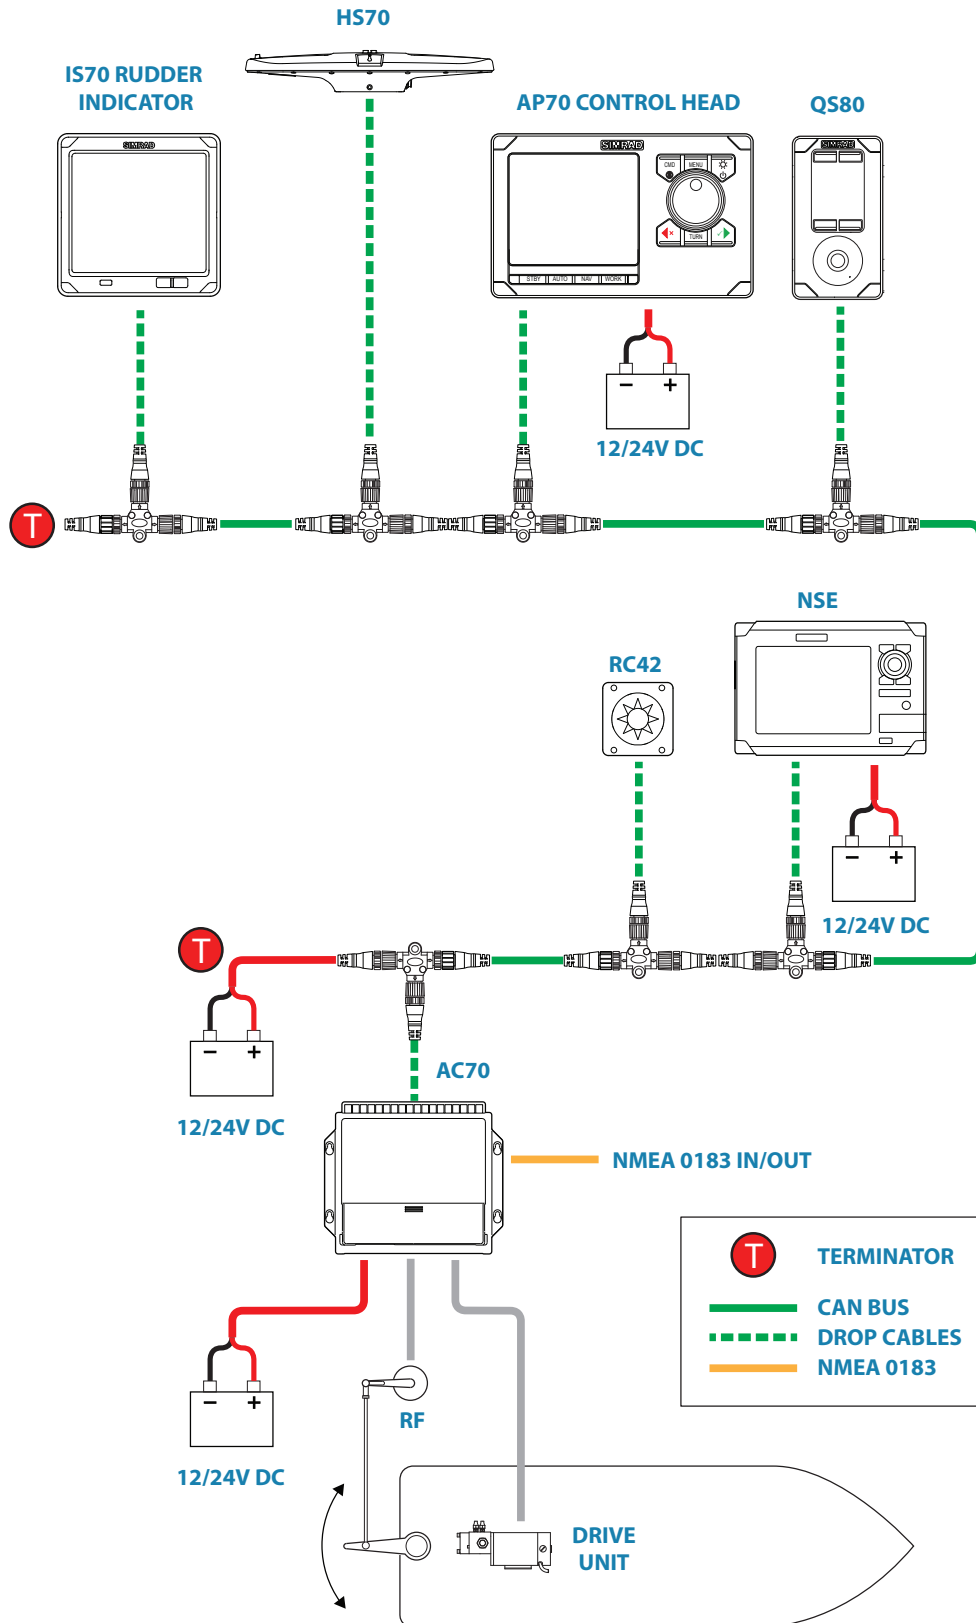 HS70
IS70 RUDDER
INDICATOR
AP70 CONTROL HEAD
QS80
SIMRAD
SIMRAD
SIMRAD
CMD
MENU
TURN
STBY
AUTO
NAV
WORK
− +
12/24V DC
T
NSE
RC42
− +
12/24V DC
T
− +
12/24V DC
AC70
NMEA 0183 IN/OUT
T TERMINATOR
CAN BUS
DROP CABLES
NMEA 0183
− +
12/24V DC
RF
DRIVE
UNIT